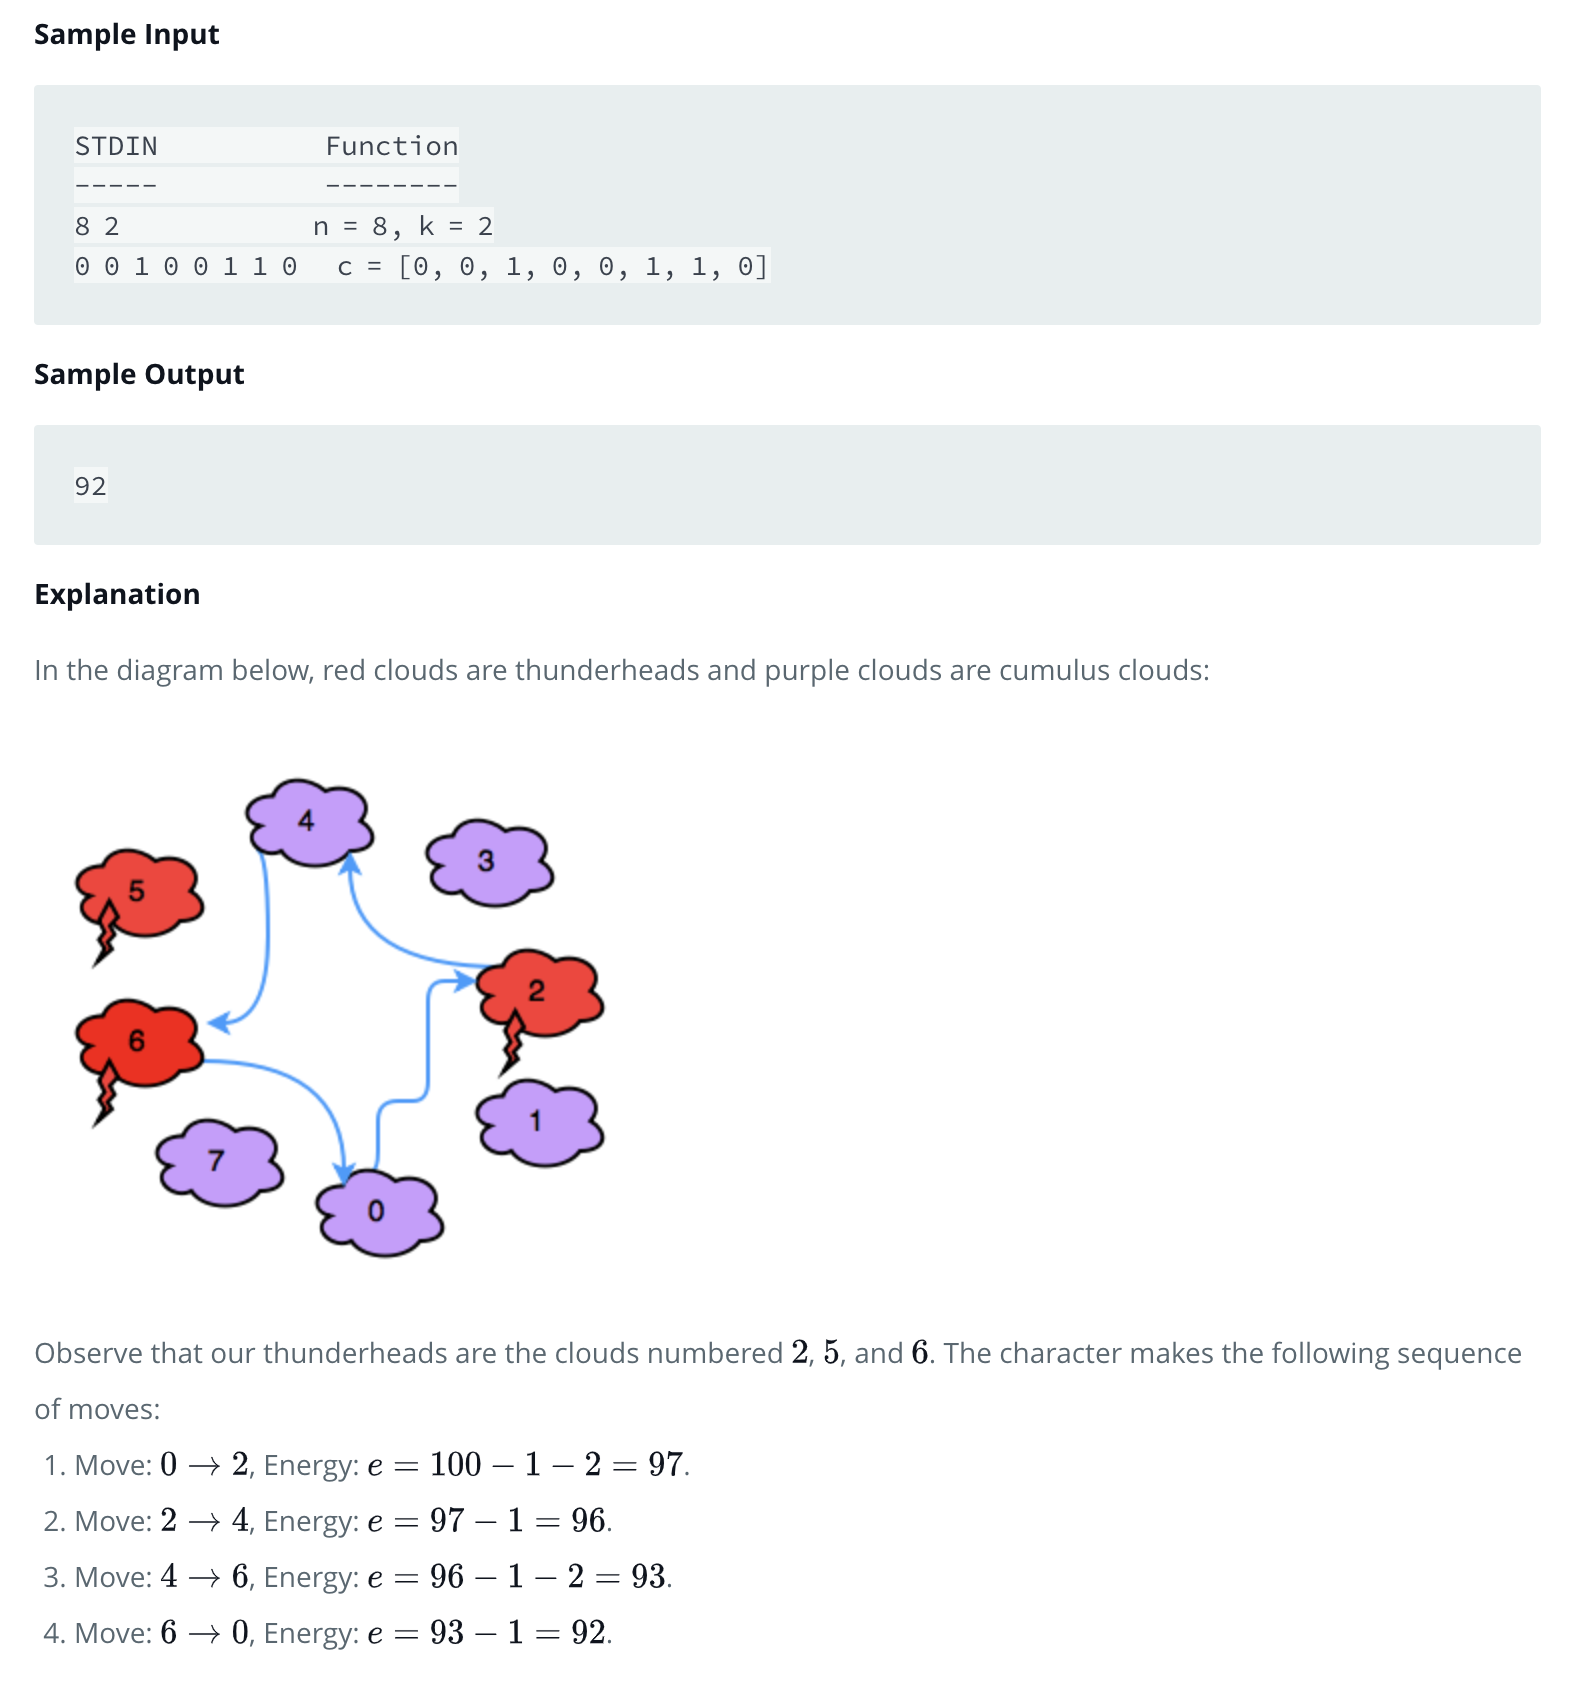 Sample Input
STDIN Function
----- --------
8 2 n = 8, k = 2
0 0 1 0 0 1 1 0 c = [0, 0, 1, 0, 0, 1, 1, 0]
Sample Output
92
Explanation
In the diagram below, red clouds are thunderheads and purple clouds are cumulus clouds:
4
3
5
2
6
1
7
0
Observe that our thunderheads are the clouds numbered 2, 5, and 6. The character makes the following sequence
of moves:
1. Move: 0 → 2, Energy: e = 100 − 1 − 2 = 97.
2. Move: 2 → 4, Energy: e = 97 − 1 = 96.
3. Move: 4 → 6, Energy: e = 96 − 1 − 2 = 93.
4. Move: 6 → 0, Energy: e = 93 − 1 = 92.